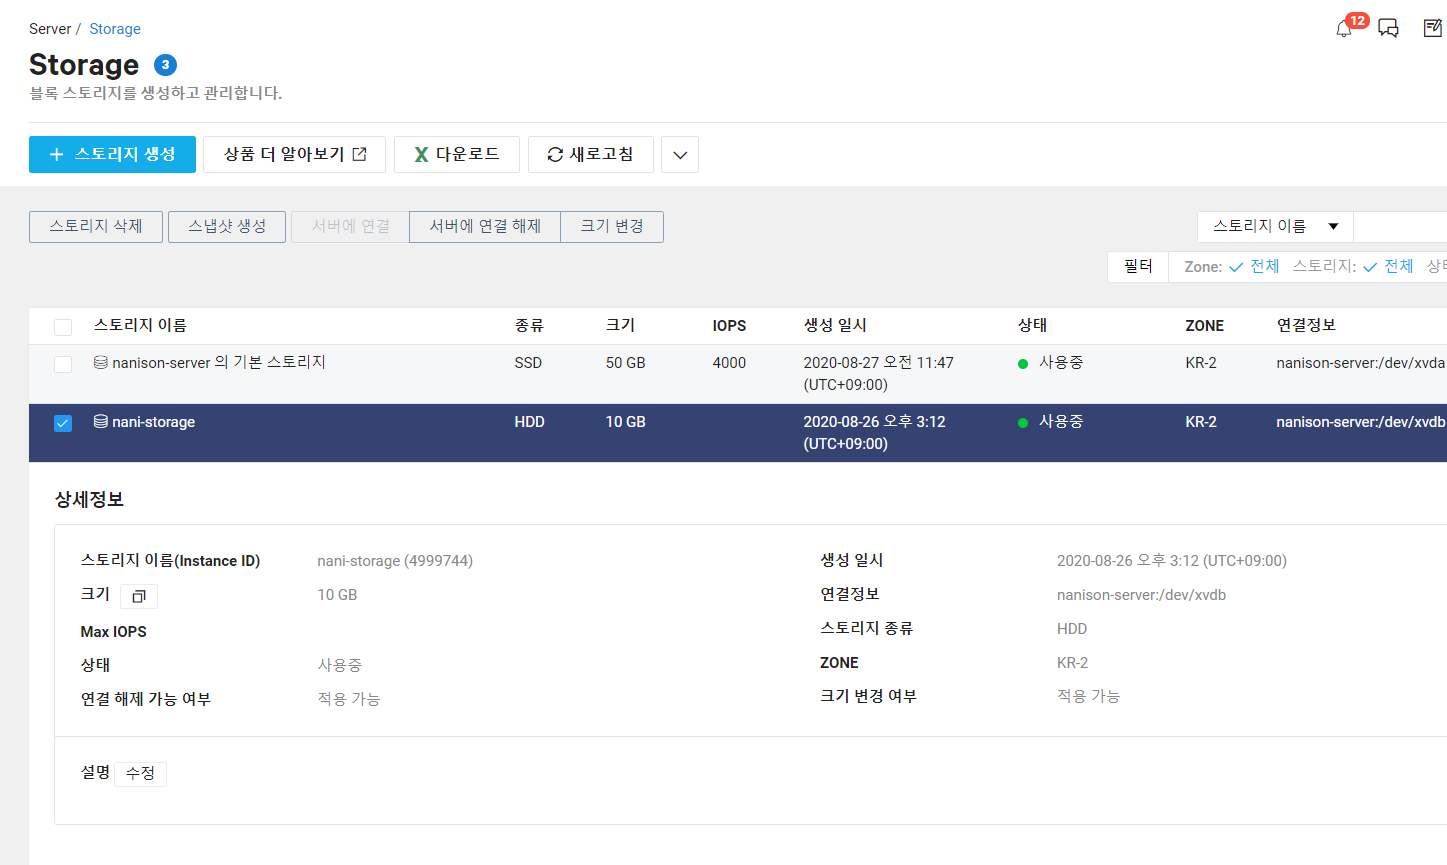 Server / Storage
12
Storage 3
블록 스토리지를 생성하고 관리합니다.
+ 스토리지 생성 상품 더 알아보기 X 다운로드 새로고침
스토리지 삭제 스냅샷 생성 서버에 연결 서버에 연결 해제 크기 변경 스토리지 이름
필터 Zone: 전체 스토리지: 전체
스토리지 이름 종류 크기 IOPS 생성 일시 상태 ZONE 연결정보
nanison-server 의 기본 스토리지 SSD 50 GB 4000 2020-08-27 오전 11:47 사용중 KR-2 nanison-server:/dev/xvda
(UTC+09:00)
nani-storage HDD 10 GB 2020-08-26 오후 3:12 사용중 KR-2 nanison-server:/dev/xvdb
(UTC+09:00)
상세정보
스토리지 이름(Instance ID) nani-storage (4999744) 생성 일시 2020-08-26 오후 3:12 (UTC+09:00)
크기 10 GB 연결정보 nanison-server:/dev/xvdb
Max IOPS 스토리지 종류 HDD
상태 사용중 ZONE KR-2
연결 해제 가능 여부 적용 가능 크기 변경 여부 적용 가능
설명 수정